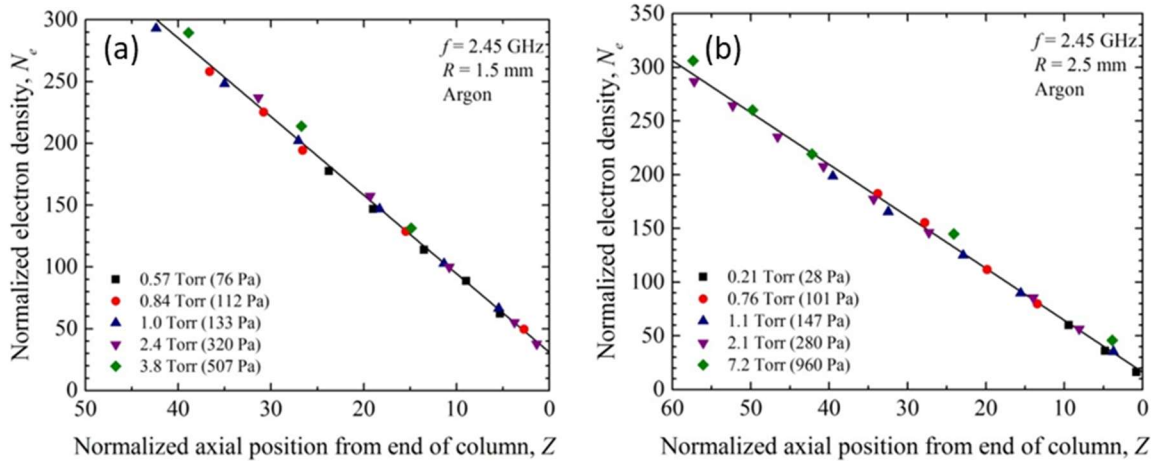 (a)
f = 2.45 GHz
R = 1.5 mm
Argon
Normalized electron density, Nₑ
300
250
200
150
100
50
0
0.57 Torr (76 Pa)
0.84 Torr (112 Pa)
1.0 Torr (133 Pa)
2.4 Torr (320 Pa)
3.8 Torr (507 Pa)
50 40 30 20 10 0
Normalized axial position from end of column, Z
(b)
f = 2.45 GHz
R = 2.5 mm
Argon
Normalized electron density, Nₑ
350
300
250
200
150
100
50
0
0.21 Torr (28 Pa)
0.76 Torr (101 Pa)
1.1 Torr (147 Pa)
2.1 Torr (280 Pa)
7.2 Torr (960 Pa)
60 50 40 30 20 10 0
Normalized axial position from end of column, Z